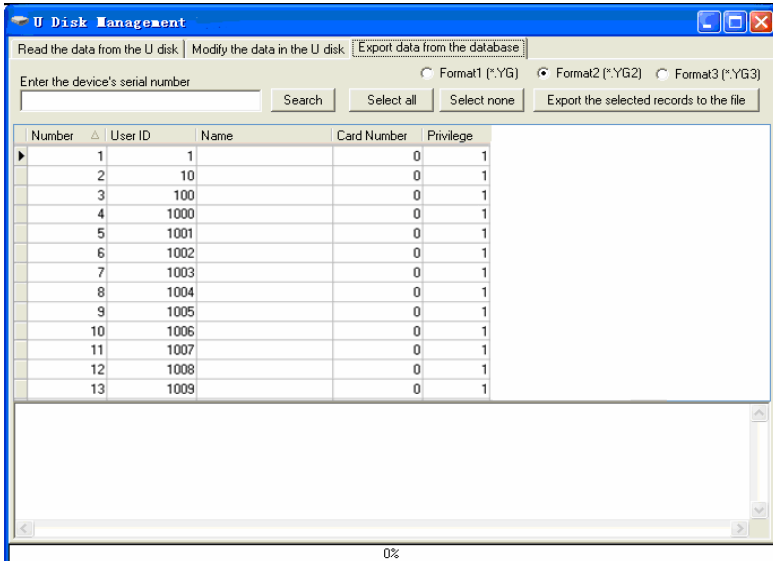 U Disk Management
Read the data from the U disk Modify the data in the U disk Export data from the database
Enter the device's serial number Format1 (*.YG) Format2 (*.YG2) Format3 (*.YG3)
Search Select all Select none Export the selected records to the file
Number User ID Name Card Number Privilege
1 1 0 1
2 10 0 1
3 100 0 1
4 1000 0 1
5 1001 0 1
6 1002 0 1
7 1003 0 1
8 1004 0 1
9 1005 0 1
10 1006 0 1
11 1007 0 1
12 1008 0 1
13 1009 0 1
0%